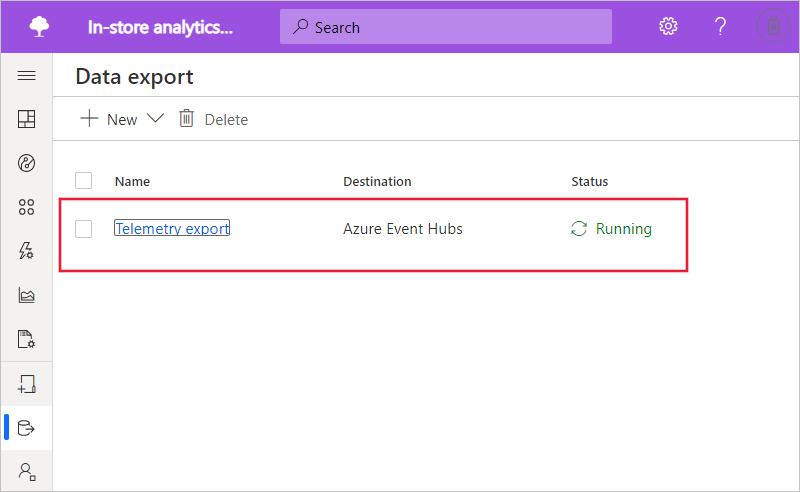 In-store analytics...
Search
?
Data export
New
Delete
Name Destination Status
Telemetry export Azure Event Hubs Running